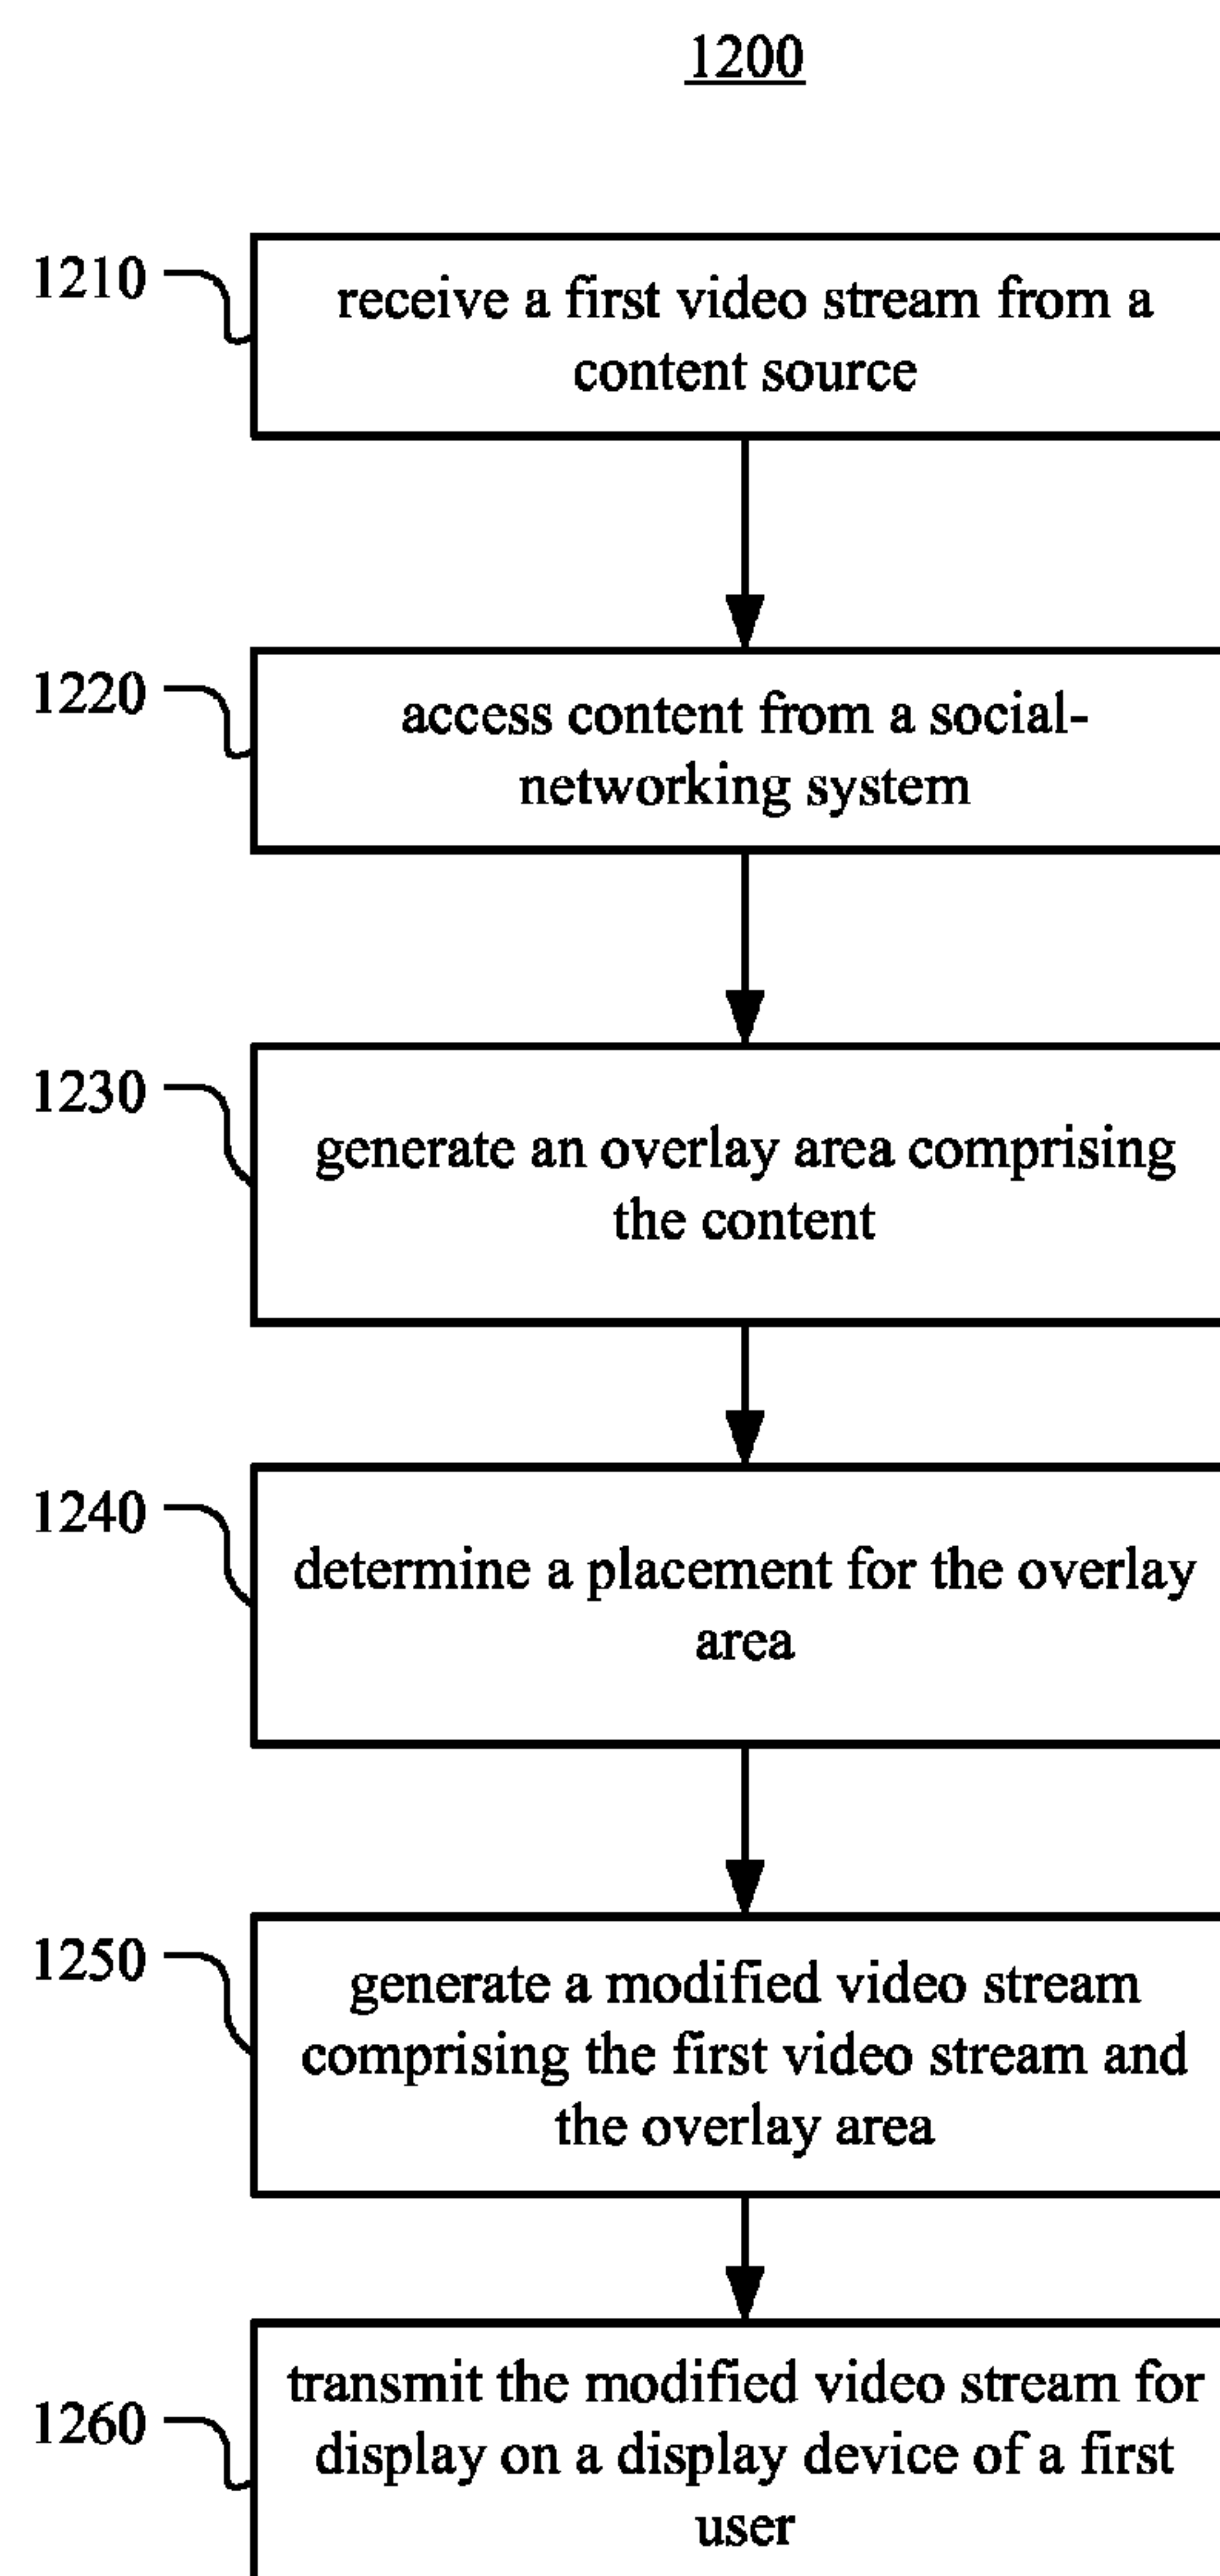 1200
1210
receive a first video stream from a
content source
1220
access content from a social-
networking system
1230
generate an overlay area comprising
the content
1240
determine a placement for the overlay
area
1250
generate a modified video stream
comprising the first video stream and
the overlay area
1260
transmit the modified video stream for
display on a display device of a first
user